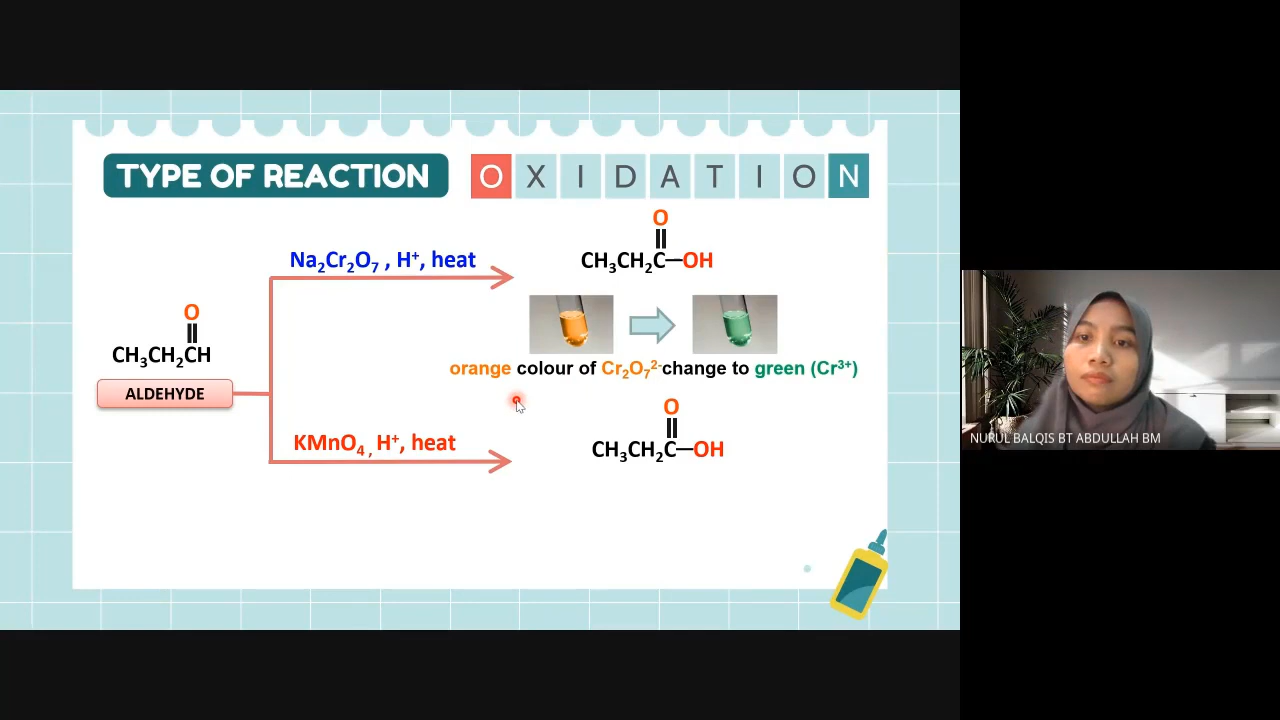 TYPE OF REACTION
OXIDATION
O
Na₂Cr₂O₇ , H⁺, heat
CH₃CH₂C—OH
O
CH₃CH₂CH
orange colour of Cr₂O₇²⁻change to green (Cr³⁺)
ALDEHYDE
O
KMnO₄ , H⁺, heat
CH₃CH₂C—OH
NURUL BALQIS BT ABDULLAH BM